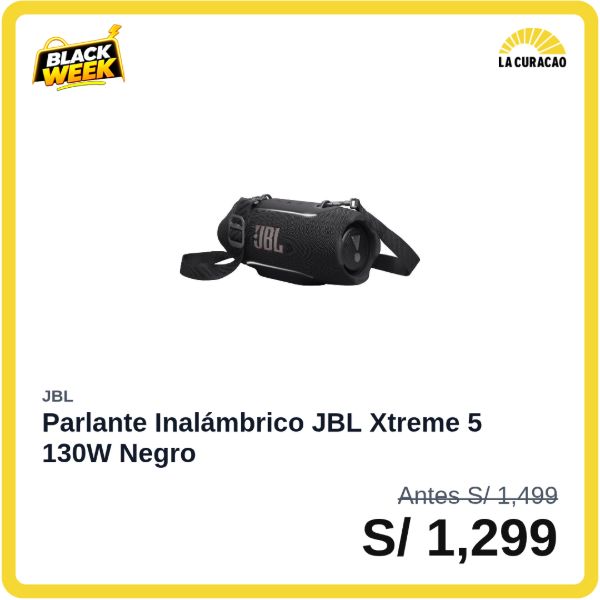 BLACK
WEEK
LA CURACAO
JBL
JBL
Parlante Inalámbrico JBL Xtreme 5
130W Negro
Antes S/ 1,499
S/ 1,299